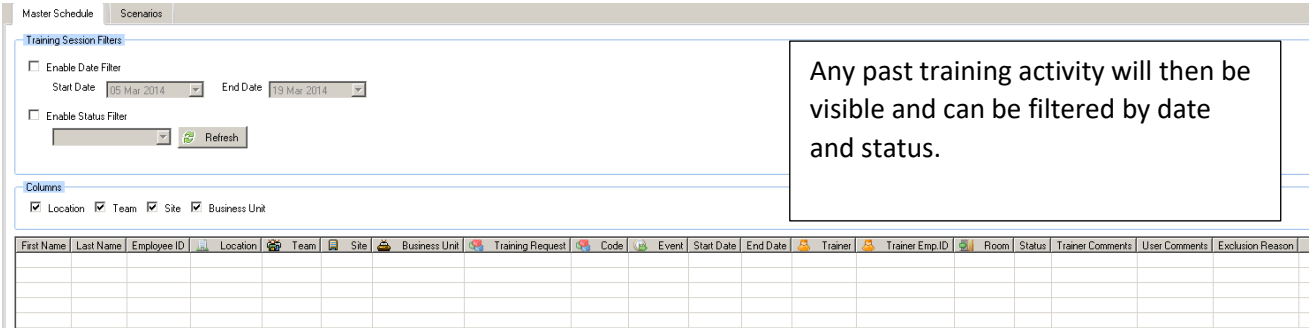 Master Schedule Scenarios
Training Session Filters
Enable Date Filter
Start Date 05 Mar 2014 End Date 19 Mar 2014
Enable Status Filter
Refresh
Any past training activity will then be
visible and can be filtered by date
and status.
Columns
Location Team Site Business Unit
First Name Last Name Employee ID Location Team Site Business Unit Training Request Code Event Start Date End Date Trainer Trainer Emp.ID Room Status Trainer Comments User Comments Exclusion Reason